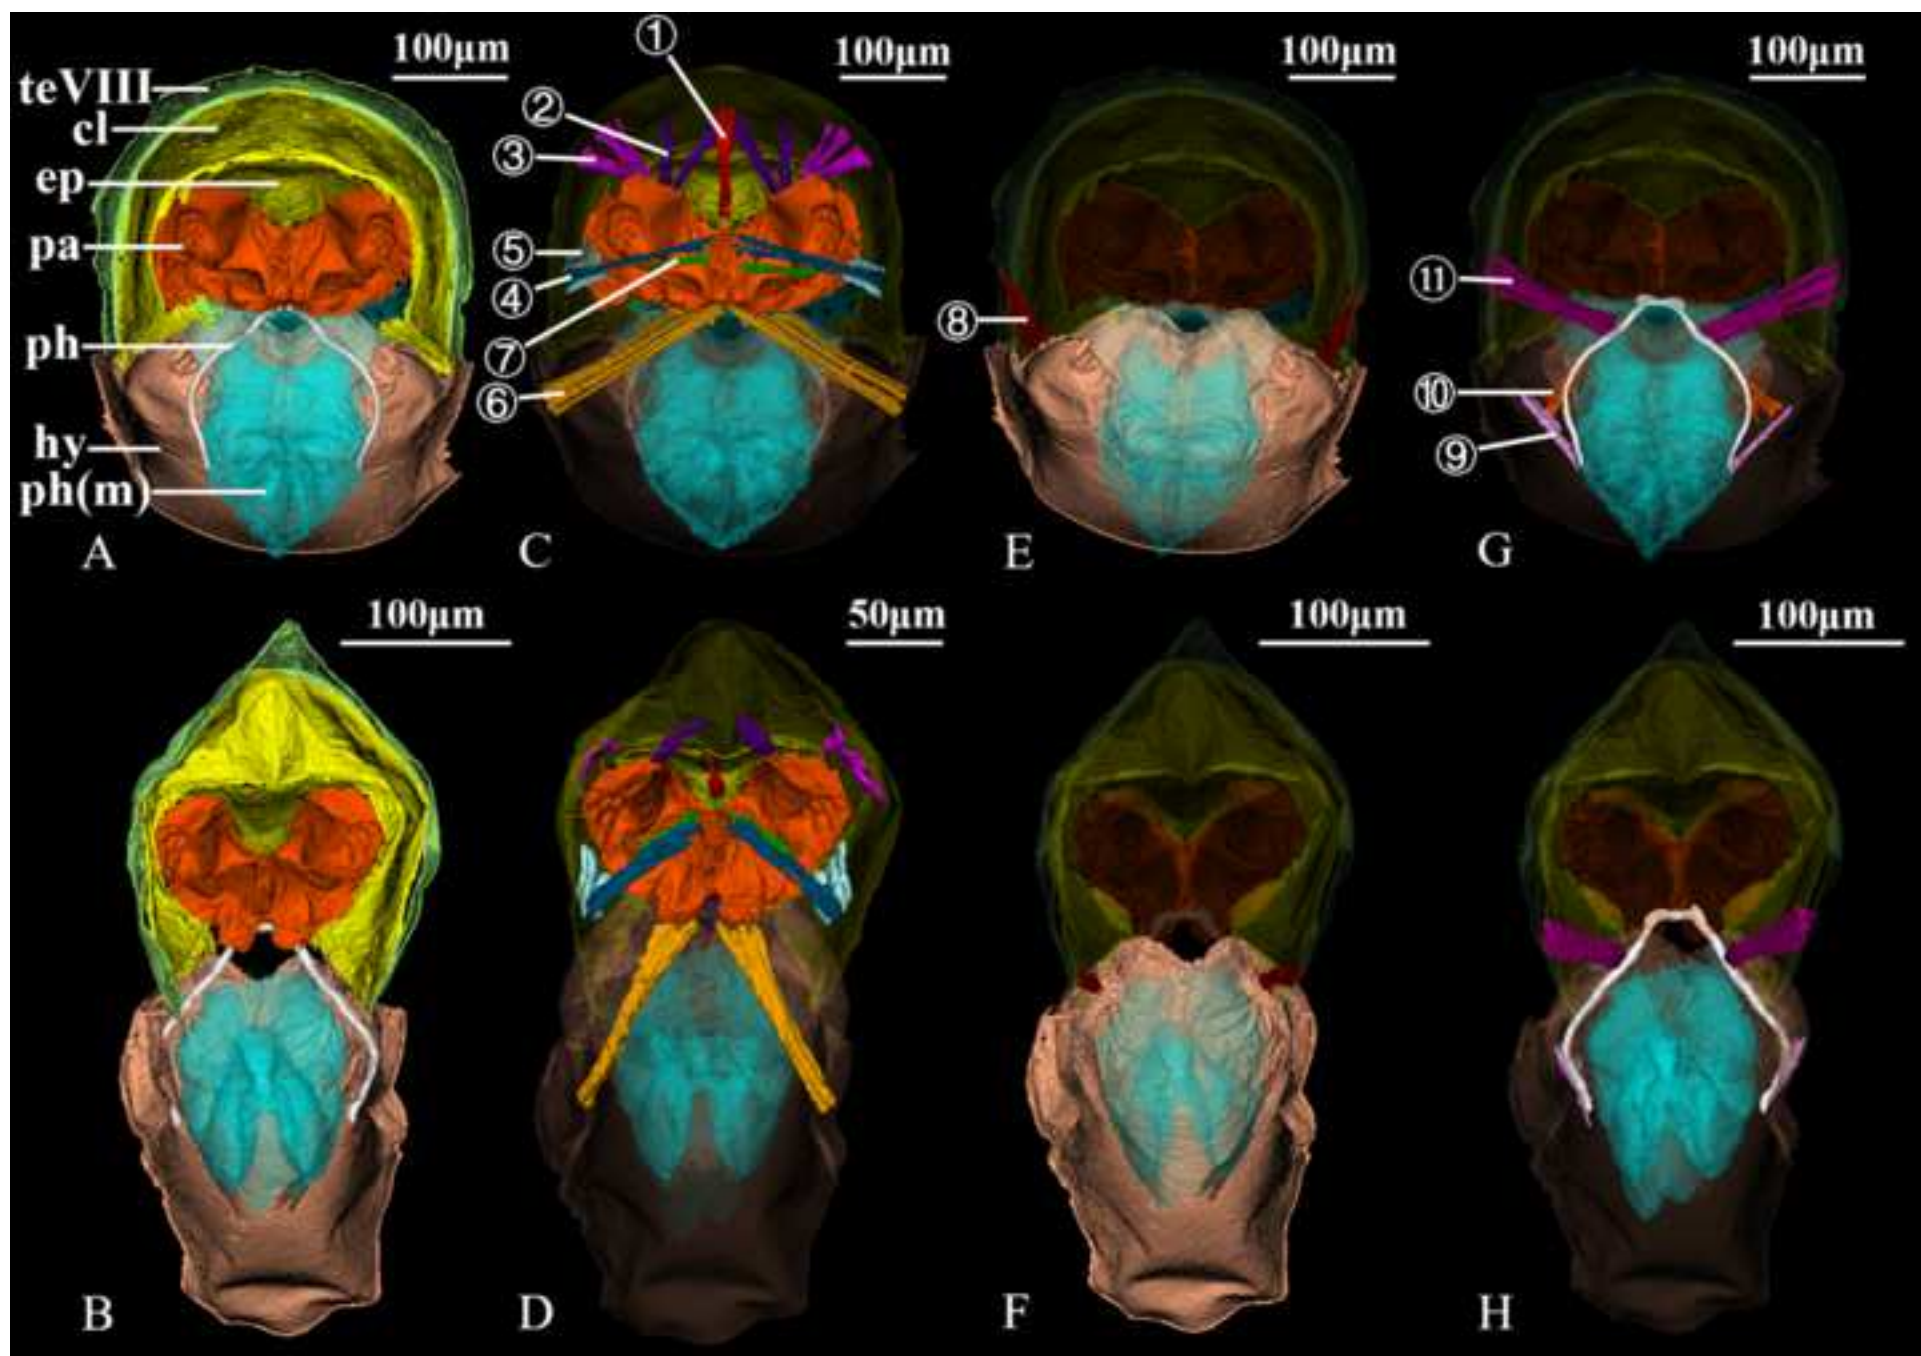 100μm
teVIII
cl
ep
pa
ph
hy
ph(m)
A
100μm
①
②
③
⑤
④
⑦
⑥
C
100μm
⑧
E
100μm
⑪
⑩
⑨
G
100μm
B
50μm
D
100μm
F
100μm
H